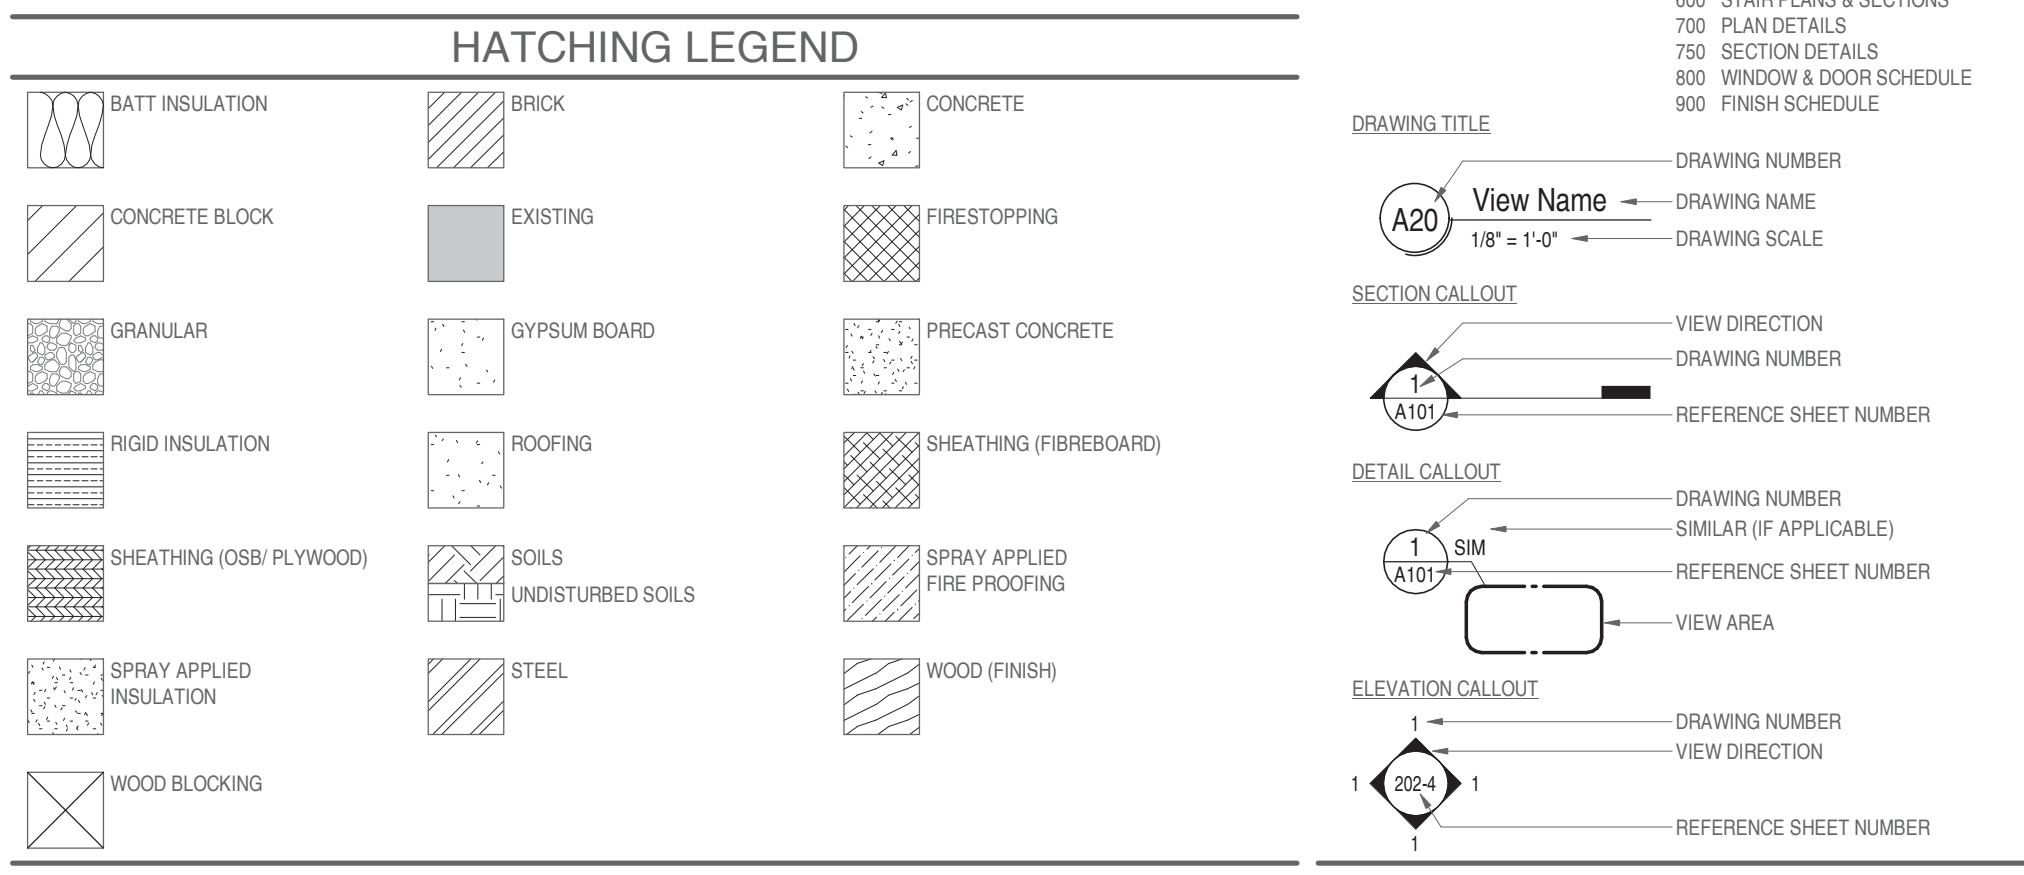 HATCHING LEGEND
BATT INSULATION
BRICK
CONCRETE
CONCRETE BLOCK
EXISTING
FIRESTOPPING
GRANULAR
GYPSUM BOARD
PRECAST CONCRETE
RIGID INSULATION
ROOFING
SHEATHING (FIBREBOARD)
SHEATHING (OSB/ PLYWOOD)
SOILS
UNDISTURBED SOILS
SPRAY APPLIED
FIRE PROOFING
SPRAY APPLIED
INSULATION
STEEL
WOOD (FINISH)
WOOD BLOCKING
600 STAIR PLANS & SECTIONS
700 PLAN DETAILS
750 SECTION DETAILS
800 WINDOW & DOOR SCHEDULE
900 FINISH SCHEDULE
DRAWING TITLE
DRAWING NUMBER
A20
View Name
DRAWING NAME
1/8" = 1'-0"
DRAWING SCALE
SECTION CALLOUT
VIEW DIRECTION
1
DRAWING NUMBER
A101
REFERENCE SHEET NUMBER
DETAIL CALLOUT
DRAWING NUMBER
SIMILAR (IF APPLICABLE)
1
SIM
A101
REFERENCE SHEET NUMBER
VIEW AREA
ELEVATION CALLOUT
1
DRAWING NUMBER
VIEW DIRECTION
1
202-4
1
REFERENCE SHEET NUMBER
1